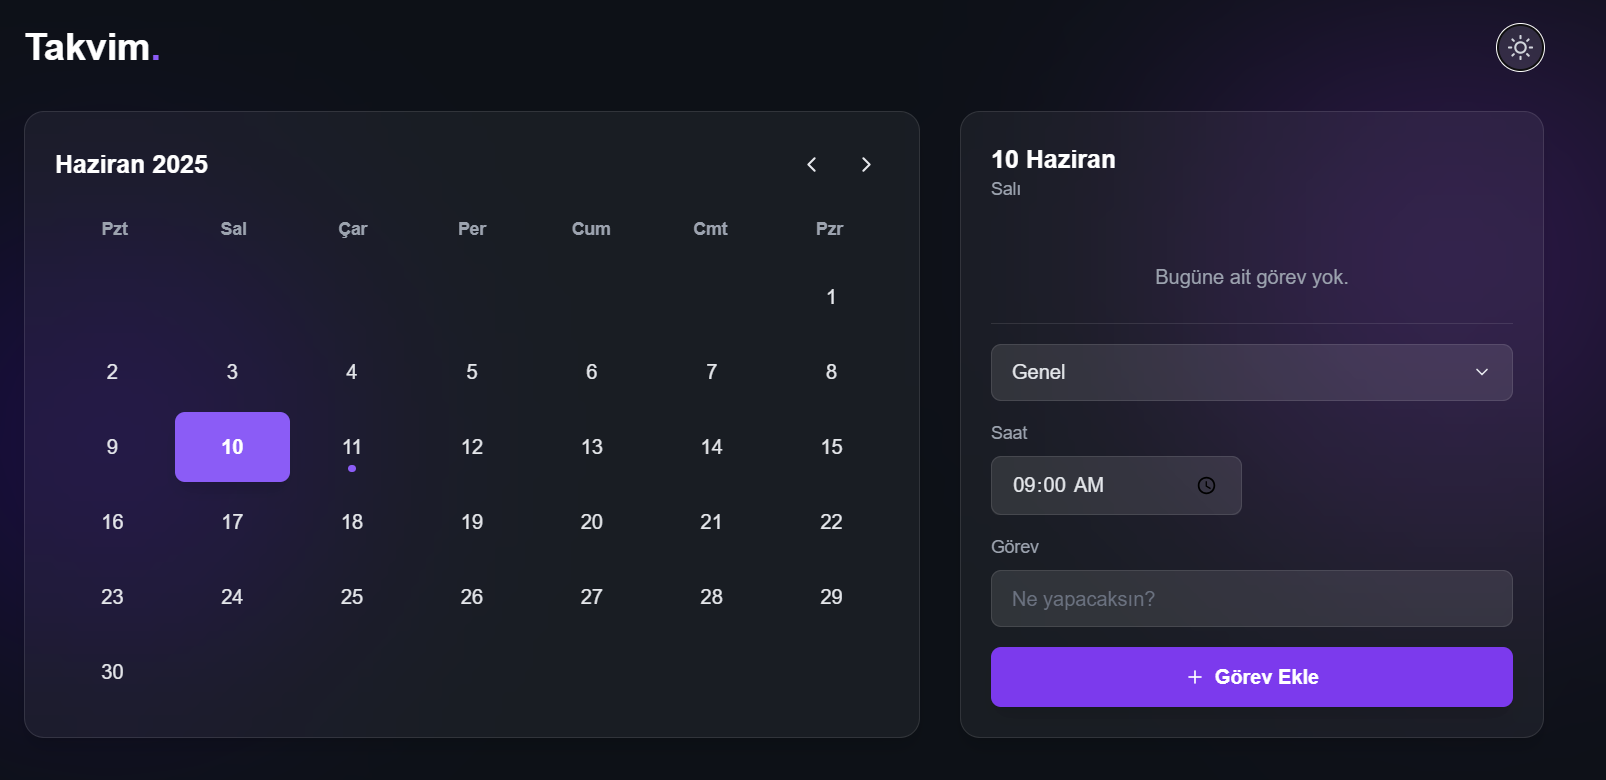 Takvim.
Haziran 2025
Pzt Sal Çar Per Cum Cmt Pzr
1
2 3 4 5 6 7 8
9 10 11 12 13 14 15
16 17 18 19 20 21 22
23 24 25 26 27 28 29
30
10 Haziran
Salı
Bugüne ait görev yok.
Genel
Saat
09:00 AM
Görev
Ne yapacaksın?
+ Görev Ekle